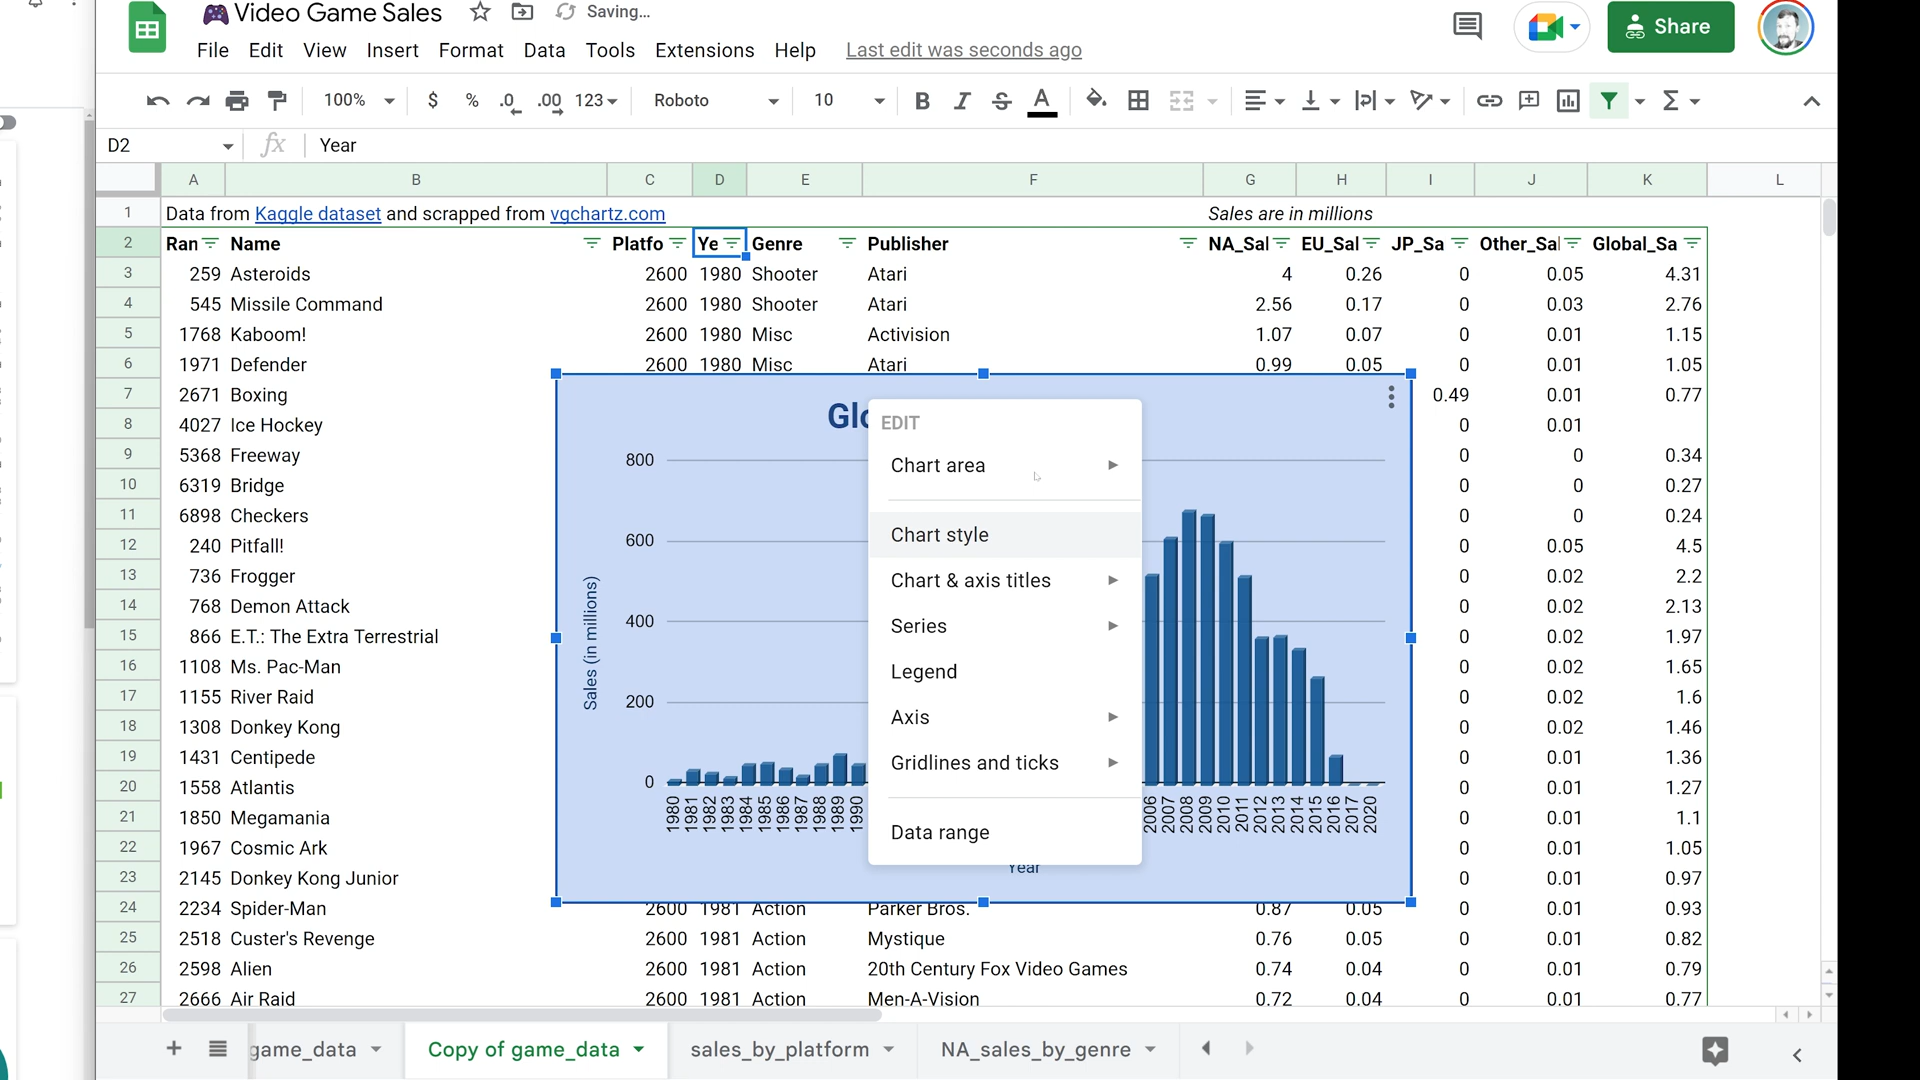 Video Game Sales Saving...
File Edit View Insert Format Data Tools Extensions Help Last edit was seconds ago
Share
100% $ % .0 .00 123 Roboto 10 B I S A
D2 fx Year
A B C D E F G H I J K L
1 Data from Kaggle dataset and scrapped from vgchartz.com Sales are in millions
2 Ran Name Platfo Ye Genre Publisher NA_Sal EU_Sal JP_Sa Other_Sal Global_Sa
3 259 Asteroids 2600 1980 Shooter Atari 4 0.26 0 0.05 4.31
4 545 Missile Command 2600 1980 Shooter Atari 2.56 0.17 0 0.03 2.76
5 1768 Kaboom! 2600 1980 Misc Activision 1.07 0.07 0 0.01 1.15
6 1971 Defender 2600 1980 Misc Atari 0.99 0.05 0 0.01 1.05
7 2671 Boxing 0.49 0.01 0.77
8 4027 Ice Hockey 0 0.01
9 5368 Freeway 0 0 0.34
10 6319 Bridge 0 0 0.27
11 6898 Checkers 0 0 0.24
12 240 Pitfall! 0 0.05 4.5
13 736 Frogger 0 0.02 2.2
14 768 Demon Attack 0 0.02 2.13
15 866 E.T.: The Extra Terrestrial 0 0.02 1.97
16 1108 Ms. Pac-Man 0 0.02 1.65
17 1155 River Raid 0 0.02 1.6
18 1308 Donkey Kong 0 0.02 1.46
19 1431 Centipede 0 0.01 1.36
20 1558 Atlantis 0 0.01 1.27
21 1850 Megamania 0 0.01 1.1
22 1967 Cosmic Ark 0 0.01 1.05
23 2145 Donkey Kong Junior 0 0.01 0.97
24 2234 Spider-Man 2600 1981 Action Parker Bros. 0.87 0.05 0 0.01 0.93
25 2518 Custer's Revenge 2600 1981 Action Mystique 0.76 0.05 0 0.01 0.82
26 2598 Alien 2600 1981 Action 20th Century Fox Video Games 0.74 0.04 0 0.01 0.79
27 2666 Air Raid 2600 1981 Action Men-A-Vision 0.72 0.04 0 0.01 0.77
Glo
Sales (in millions)
800
600
400
200
0
1980 1981 1982 1983 1984 1985 1986 1987 1988 1989 1990 2006 2007 2008 2009 2010 2011 2012 2013 2014 2015 2016 2017 2020
Year
EDIT
Chart area
Chart style
Chart & axis titles
Series
Legend
Axis
Gridlines and ticks
Data range
game_data Copy of game_data sales_by_platform NA_sales_by_genre